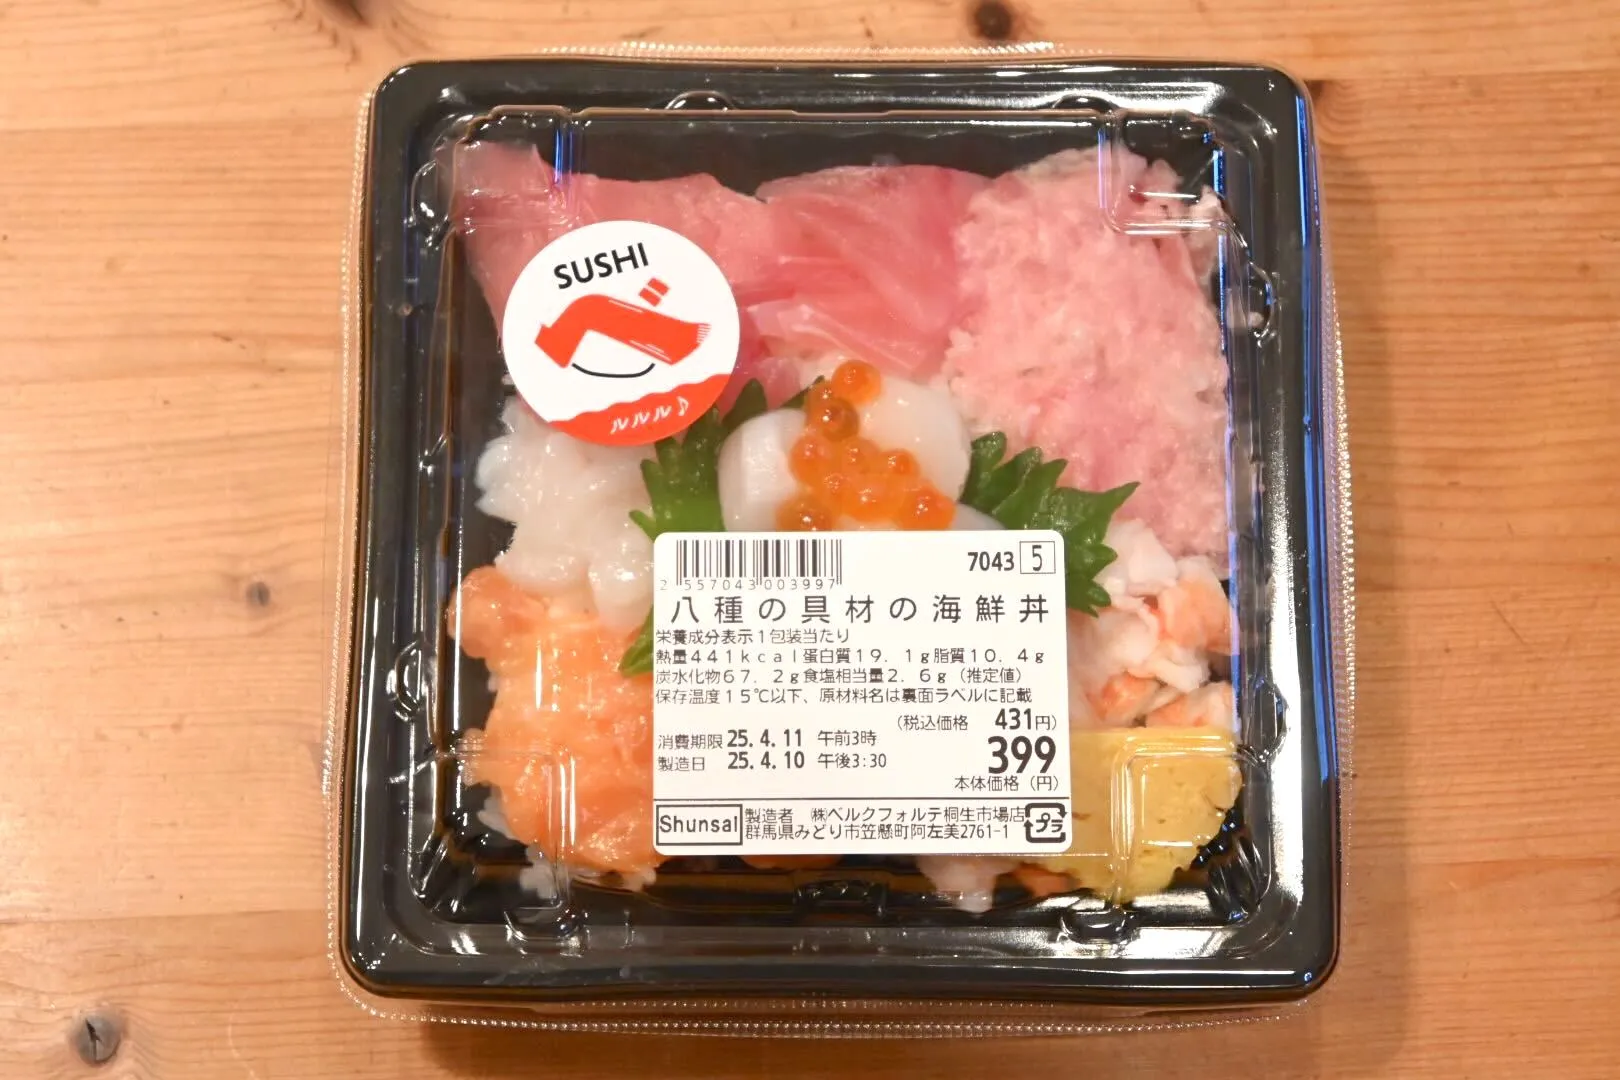 SUSHI
ルルル♪
7043 5
2 557043 003997
八種の具材の海鮮丼
栄養成分表示1包装当たり
熱量441kcal蛋白質19.1g脂質10.4g
炭水化物67.2g食塩相当量2.6g(推定値)
保存温度15℃以下、原材料名は裏面ラベルに記載
(税込価格 431円)
消費期限 25.4.11 午前3時
399
製造日 25.4.10 午後3:30
本体価格(円)
Shunsai
製造者 ㈱ベルクフォルテ桐生市場店
群馬県みどり市笠懸町阿左美2761-1
プラ